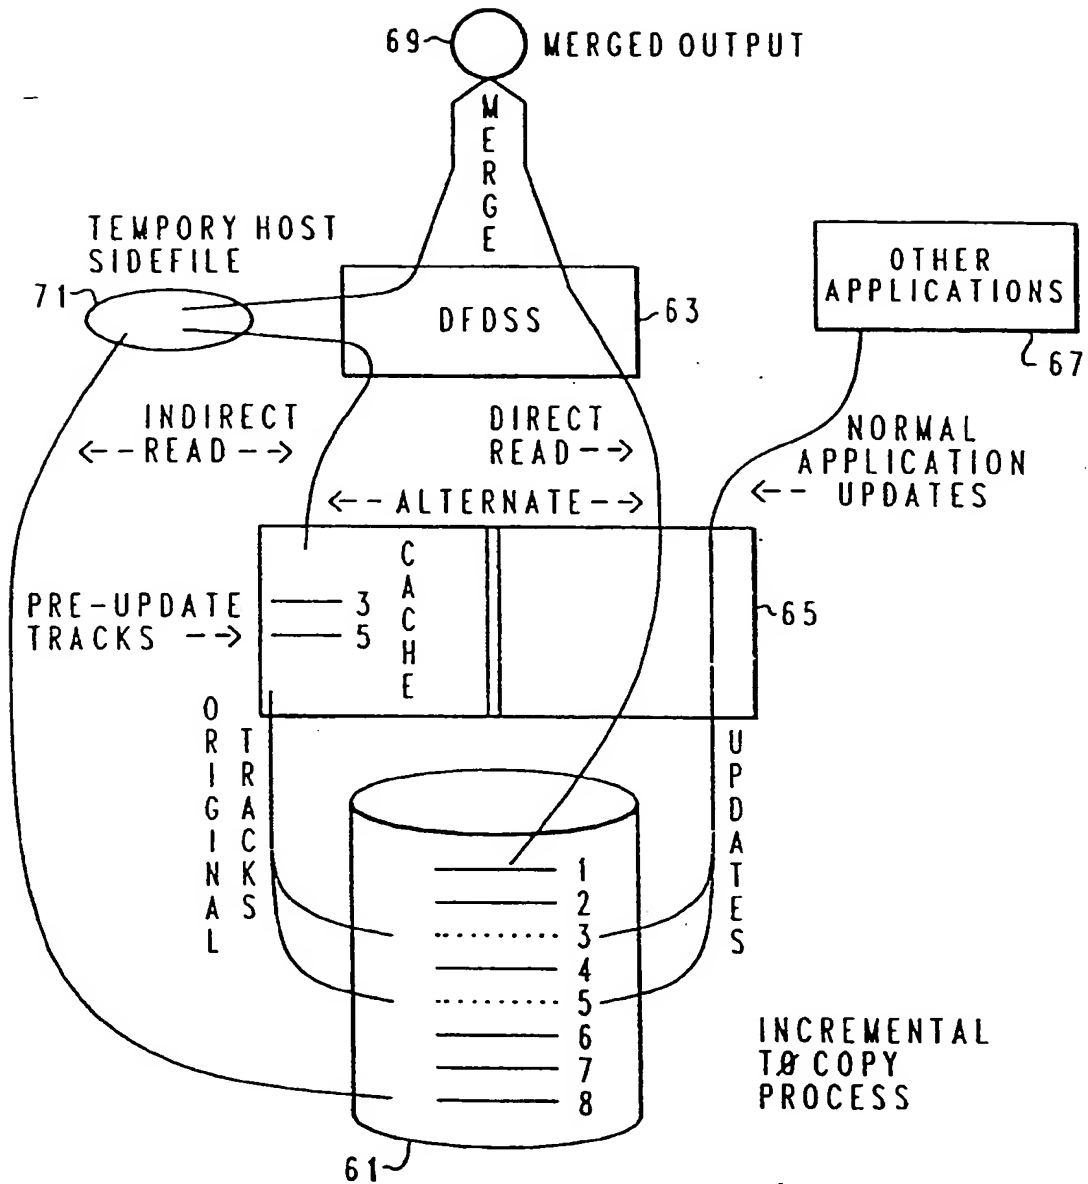 69
MERGED OUTPUT
MERGE
TEMPORY HOST
SIDEFILE
71
DFDSS
63
OTHER
APPLICATIONS
67
INDIRECT
<--READ-->
DIRECT
READ-->
<--ALTERNATE-->
NORMAL
APPLICATION
<-- UPDATES
CACHE
PRE-UPDATE
TRACKS -->
3
5
65
ORIGINAL
TRACKS
UPDATES
1
2
3
4
5
6
7
8
INCREMENTAL
T0 COPY
PROCESS
61